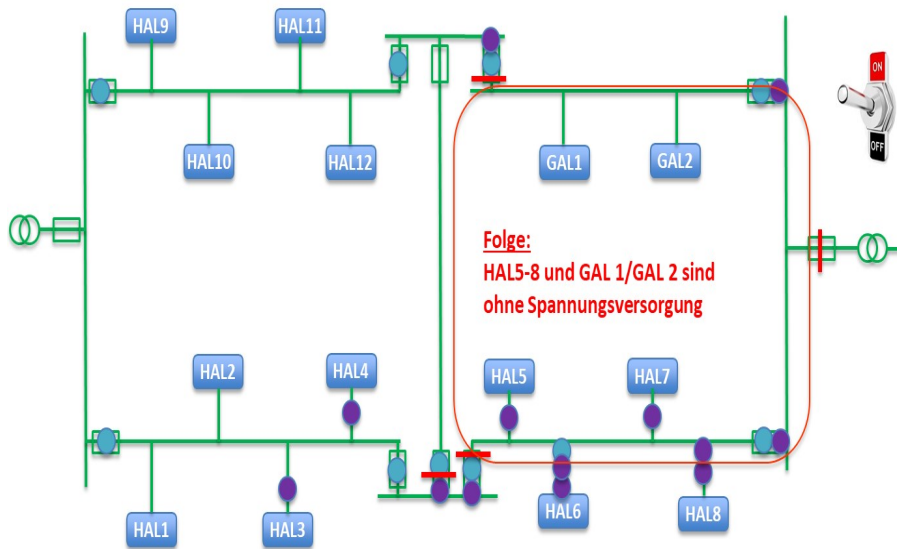 HAL9
HAL11
ON
OFF
HAL10
HAL12
GAL1
GAL2
Folge:
HAL5-8 und GAL 1/GAL 2 sind
ohne Spannungsversorgung
HAL2
HAL4
HAL5
HAL7
HAL1
HAL3
HAL6
HAL8